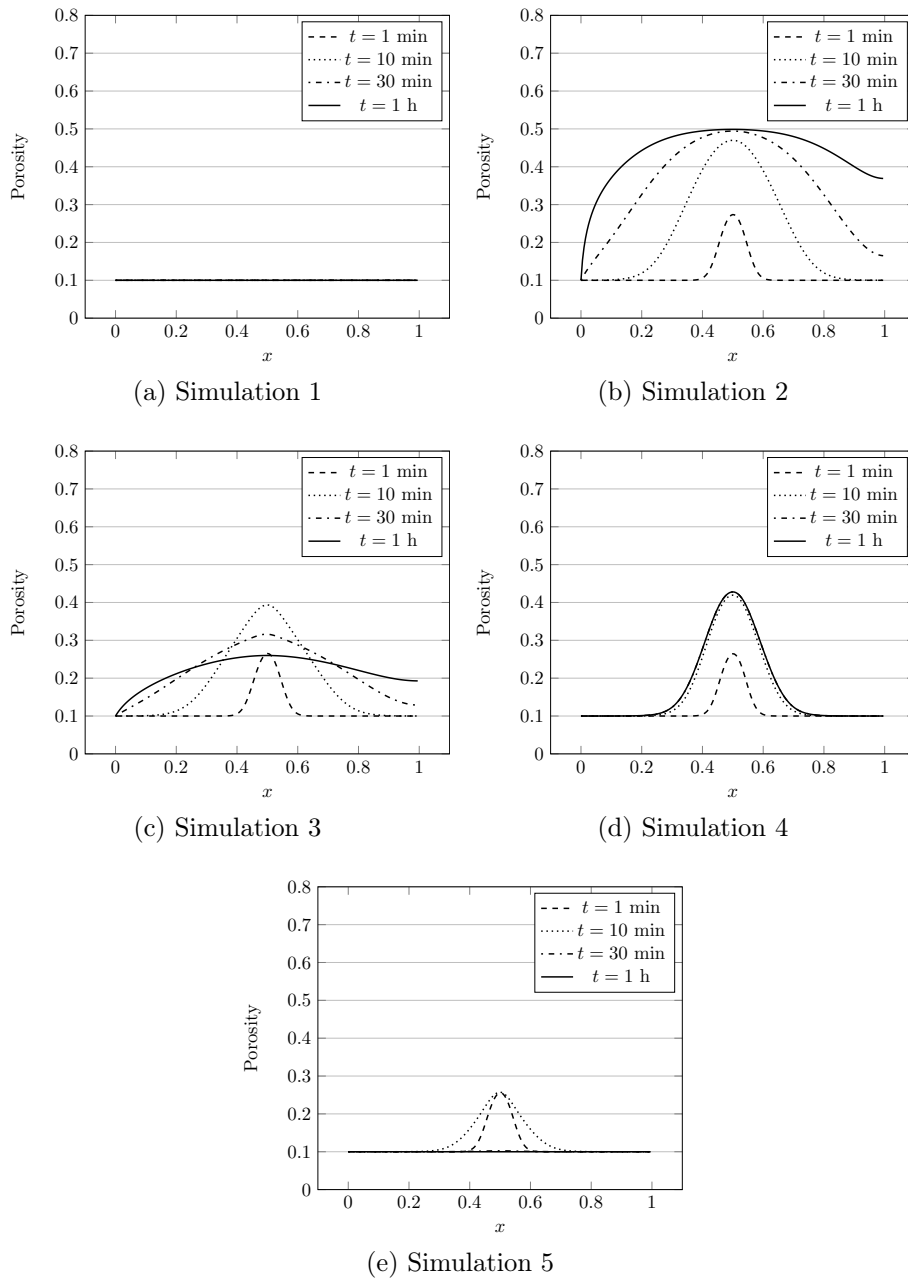 0.8
0.7
0.6
0.5
0.4
0.3
0.2
0.1
0
Porosity
0 0.2 0.4 0.6 0.8 1
x
t = 1 min
t = 10 min
t = 30 min
t = 1 h
(a) Simulation 1
0.8
0.7
0.6
0.5
0.4
0.3
0.2
0.1
0
Porosity
0 0.2 0.4 0.6 0.8 1
x
t = 1 min
t = 10 min
t = 30 min
t = 1 h
(b) Simulation 2
0.8
0.7
0.6
0.5
0.4
0.3
0.2
0.1
0
Porosity
0 0.2 0.4 0.6 0.8 1
x
t = 1 min
t = 10 min
t = 30 min
t = 1 h
(c) Simulation 3
0.8
0.7
0.6
0.5
0.4
0.3
0.2
0.1
0
Porosity
0 0.2 0.4 0.6 0.8 1
x
t = 1 min
t = 10 min
t = 30 min
t = 1 h
(d) Simulation 4
0.8
0.7
0.6
0.5
0.4
0.3
0.2
0.1
0
Porosity
0 0.2 0.4 0.6 0.8 1
x
t = 1 min
t = 10 min
t = 30 min
t = 1 h
(e) Simulation 5